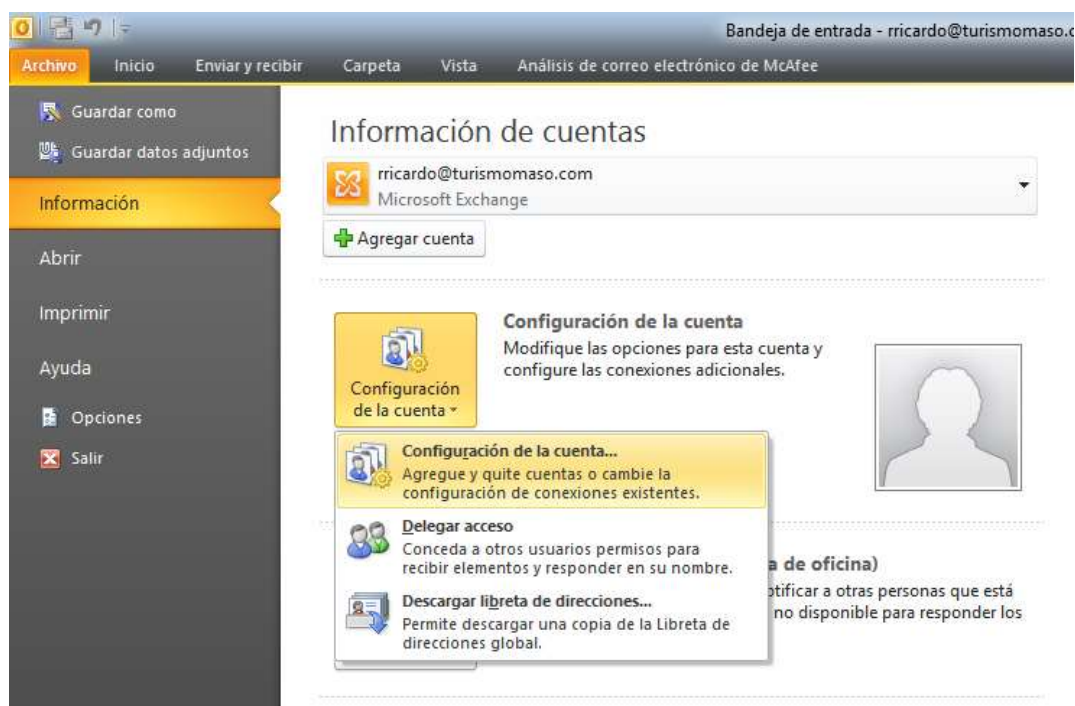 Bandeja de entrada - rricardo@turismomaso.c
Archivo Inicio Enviar y recibir Carpeta Vista Análisis de correo electrónico de McAfee
Guardar como
Guardar datos adjuntos
Información
Abrir
Imprimir
Ayuda
Opciones
Salir
Información de cuentas
rricardo@turismomaso.com
Microsoft Exchange
Agregar cuenta
Configuración
de la cuenta
Configuración de la cuenta
Modifique las opciones para esta cuenta y
configure las conexiones adicionales.
Configuración de la cuenta...
Agregue y quite cuentas o cambie la
configuración de conexiones existentes.
Delegar acceso
Conceda a otros usuarios permisos para
recibir elementos y responder en su nombre.
Descargar libreta de direcciones...
Permite descargar una copia de la Libreta de
direcciones global.
a de oficina)
otificar a otras personas que está
no disponible para responder los